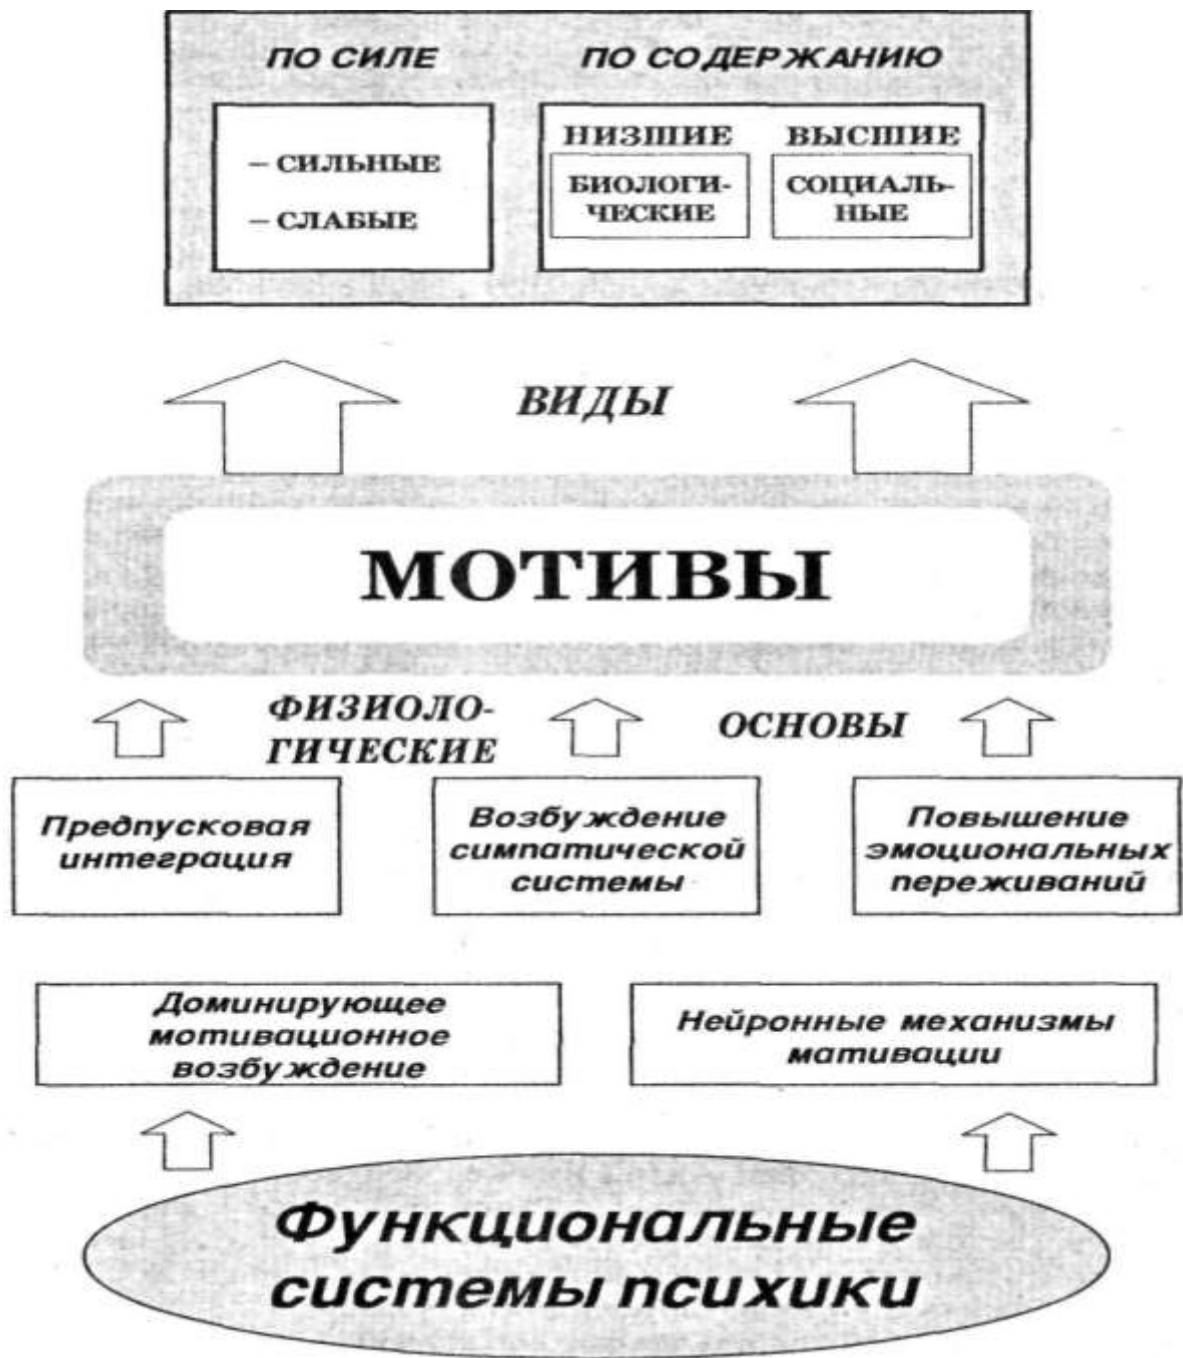 ПО СИЛЕ
ПО СОДЕРЖАНИЮ
– СИЛЬНЫЕ
– СЛАБЫЕ
НИЗШИЕ
БИОЛОГИ-
ЧЕСКИЕ
ВЫСШИЕ
СОЦИАЛЬ-
НЫЕ
ВИДЫ
МОТИВЫ
ФИЗИОЛО-
ГИЧЕСКИЕ
ОСНОВЫ
Предпусковая
интеграция
Возбуждение
симпатической
системы
Повышение
эмоциональных
переживаний
Доминирующее
мотивационное
возбуждение
Нейронные механизмы
мативации
Функциональные
системы психики